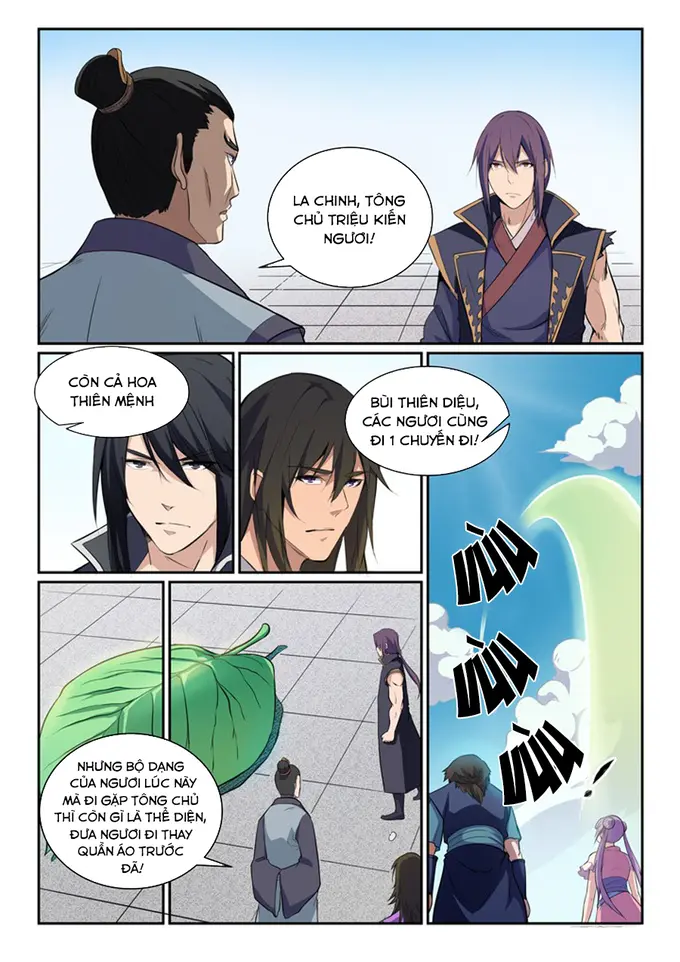 LA CHINH, TÔNG
CHỦ TRIỆU KIẾN
NGƯƠI!
CÒN CẢ HOA
THIÊN MỆNH
BÙI THIÊN DIỆU,
CÁC NGƯƠI CÙNG
ĐI 1 CHUYẾN ĐI!
VÙU
VÙU
VÙU!
NHƯNG BỘ DẠNG
CỦA NGƯƠI LÚC NÀY
MÀ ĐI GẶP TÔNG CHỦ
THÌ CÒN GÌ LÀ THỂ DIỆN,
ĐƯA NGƯƠI ĐI THAY
QUẦN ÁO TRƯỚC
ĐÃ!